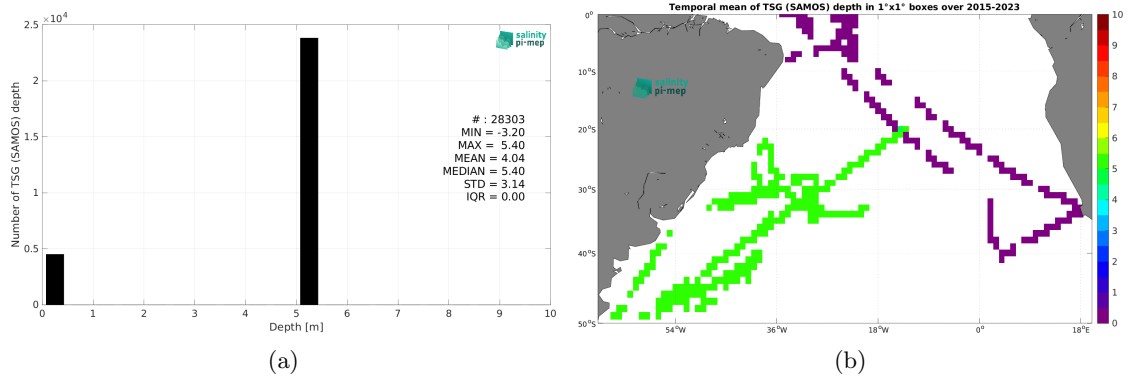 2.5
×10⁴
2
1.5
1
0.5
0
Number of TSG (SAMOS) depth
salinity
pi-mep
# : 28303
MIN = -3.20
MAX = 5.40
MEAN = 4.04
MEDIAN = 5.40
STD = 3.14
IQR = 0.00
0 1 2 3 4 5 6 7 8 9 10
Depth [m]
(a)
Temporal mean of TSG (SAMOS) depth in 1°x1° boxes over 2015-2023
0°
10°S
20°S
30°S
40°S
50°S
salinity
pi-mep
54°W 36°W 18°W 0° 18°E
10
9
8
7
6
5
4
3
2
1
0
(b)